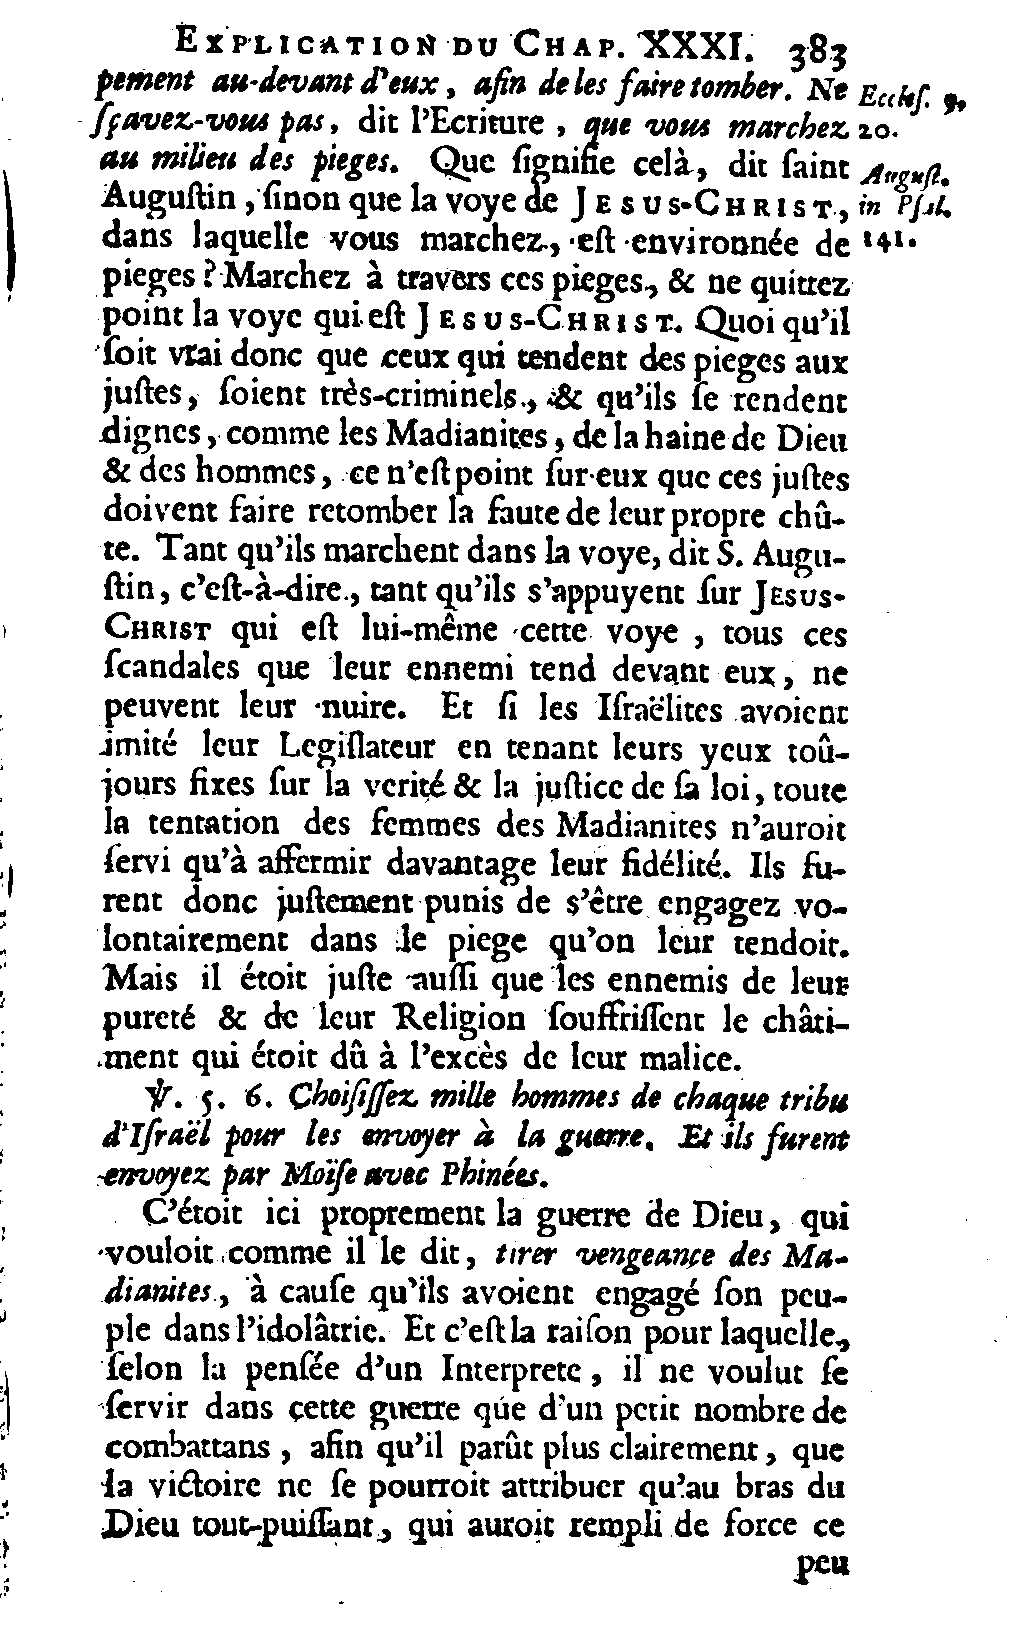 EXPLICATION DU CHAP. XXXI. 383
pement au-devant d'eux, afin de les faire tomber. Ne
sçavez-vous pas, dit l'Ecriture, que vous marchez
au milieu des pieges. Que ſignifie celà, dit ſaint
Auguſtin, ſinon que la voye de JESUS-CHRIST,
dans laquelle vous marchez, eſt environnée de
pieges? Marchez à travers ces pieges, & ne quittez
point la voye qui eſt JESUS-CHRIST. Quoi qu'il
ſoit vrai donc que ceux qui tendent des pieges aux
juſtes, ſoient très-criminels, & qu'ils ſe rendent
dignes, comme les Madianites, de la haine de Dieu
& des hommes, ce n'eſt point ſur eux que ces juſtes
doivent faire retomber la faute de leur propre chû-
te. Tant qu'ils marchent dans la voye, dit S. Augu-
ſtin, c'eſt-à-dire, tant qu'ils s'appuyent ſur JESUS-
CHRIST qui eſt lui-même cette voye, tous ces
ſcandales que leur ennemi tend devant eux, ne
peuvent leur nuire. Et ſi les Iſraëlites avoient
imité leur Legiſlateur en tenant leurs yeux toû-
jours fixes ſur la verité & la juſtice de ſa loi, toute
la tentation des femmes des Madianites n'auroit
ſervi qu'à affermir davantage leur fidélité. Ils fu-
rent donc juſtement punis de s'être engagez vo-
lontairement dans le piege qu'on leur tendoit.
Mais il étoit juſte auſſi que les ennemis de leur
pureté & de leur Religion ſouffriſſent le châti-
ment qui étoit dû à l'excès de leur malice.
℣. 5. 6. Choiſiſſez mille hommes de chaque tribu
d'Iſraël pour les envoyer à la guerre. Et ils furent
envoyez par Moïſe avec Phinées.
C'étoit ici proprement la guerre de Dieu, qui
vouloit comme il le dit, tirer vengeance des Ma-
dianites, à cauſe qu'ils avoient engagé ſon peu-
ple dans l'idolâtrie. Et c'eſt la raiſon pour laquelle,
ſelon la penſée d'un Interprete, il ne voulut ſe
ſervir dans cette guerre que d'un petit nombre de
combattans, afin qu'il parût plus clairement, que
la victoire ne ſe pourroit attribuer qu'au bras du
Dieu tout-puiſſant, qui auroit rempli de force ce
peu
Eccleſ. 9.
20.
Auguſt.
in Pſal.
141.